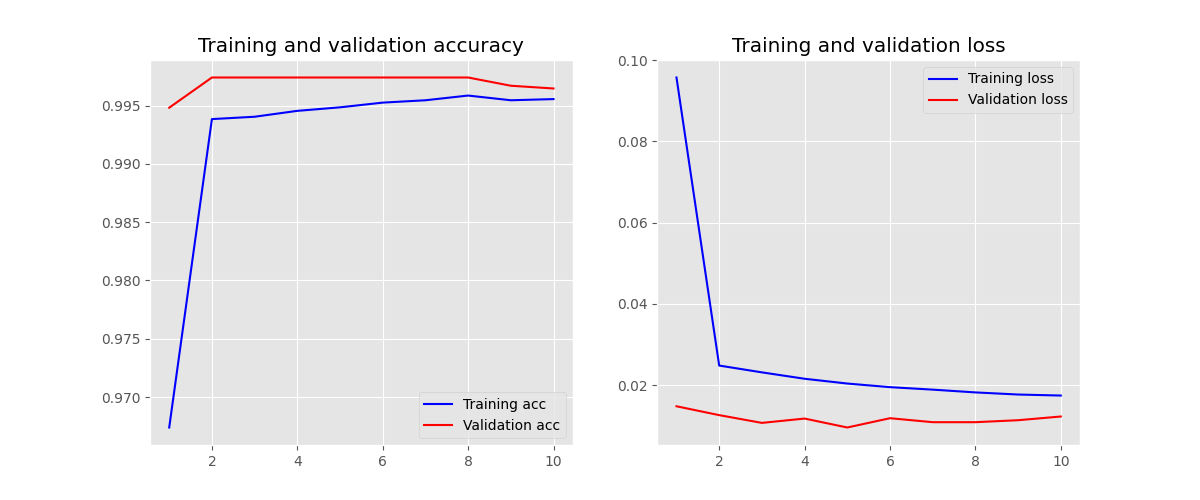 Training and validation accuracy
0.995
0.990
0.985
0.980
0.975
0.970
2 4 6 8 10
Training acc
Validation acc
Training and validation loss
0.10
0.08
0.06
0.04
0.02
2 4 6 8 10
Training loss
Validation loss